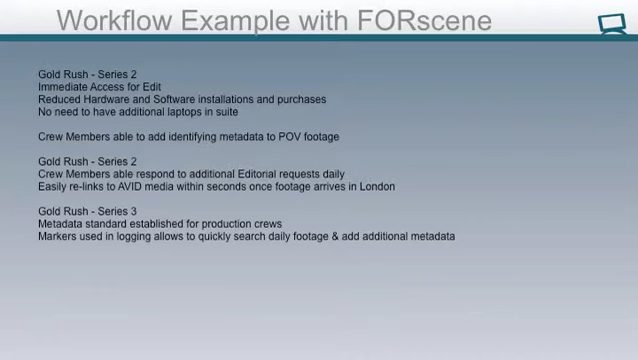 Workflow Example with FORscene
Gold Rush - Series 2
Immediate Access for Edit
Reduced Hardware and Software installations and purchases
No need to have additional laptops in suite
Crew Members able to add identifying metadata to POV footage
Gold Rush - Series 2
Crew Members able respond to additional Editorial requests daily
Easily re-links to AVID media within seconds once footage arrives in London
Gold Rush - Series 3
Metadata standard established for production crews
Markers used in logging allows to quickly search daily footage & add additional metadata